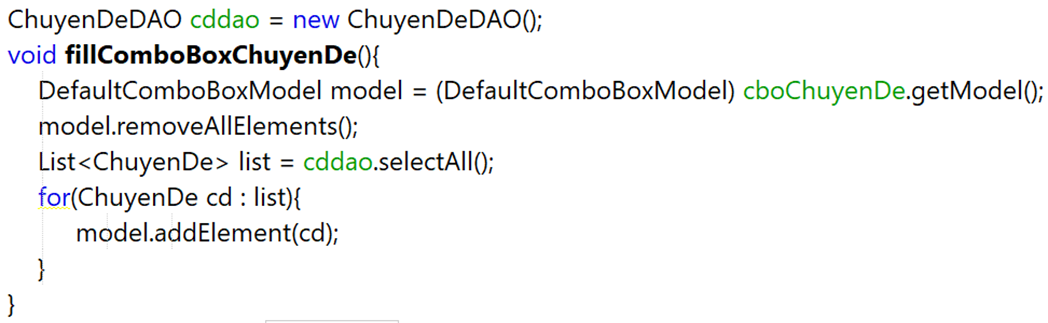 ChuyenDeDAO cddao = new ChuyenDeDAO();
void fillComboBoxChuyenDe(){
DefaultComboBoxModel model = (DefaultComboBoxModel) cboChuyenDe.getModel();
model.removeAllElements();
List<ChuyenDe> list = cddao.selectAll();
for(ChuyenDe cd : list){
model.addElement(cd);
}
}